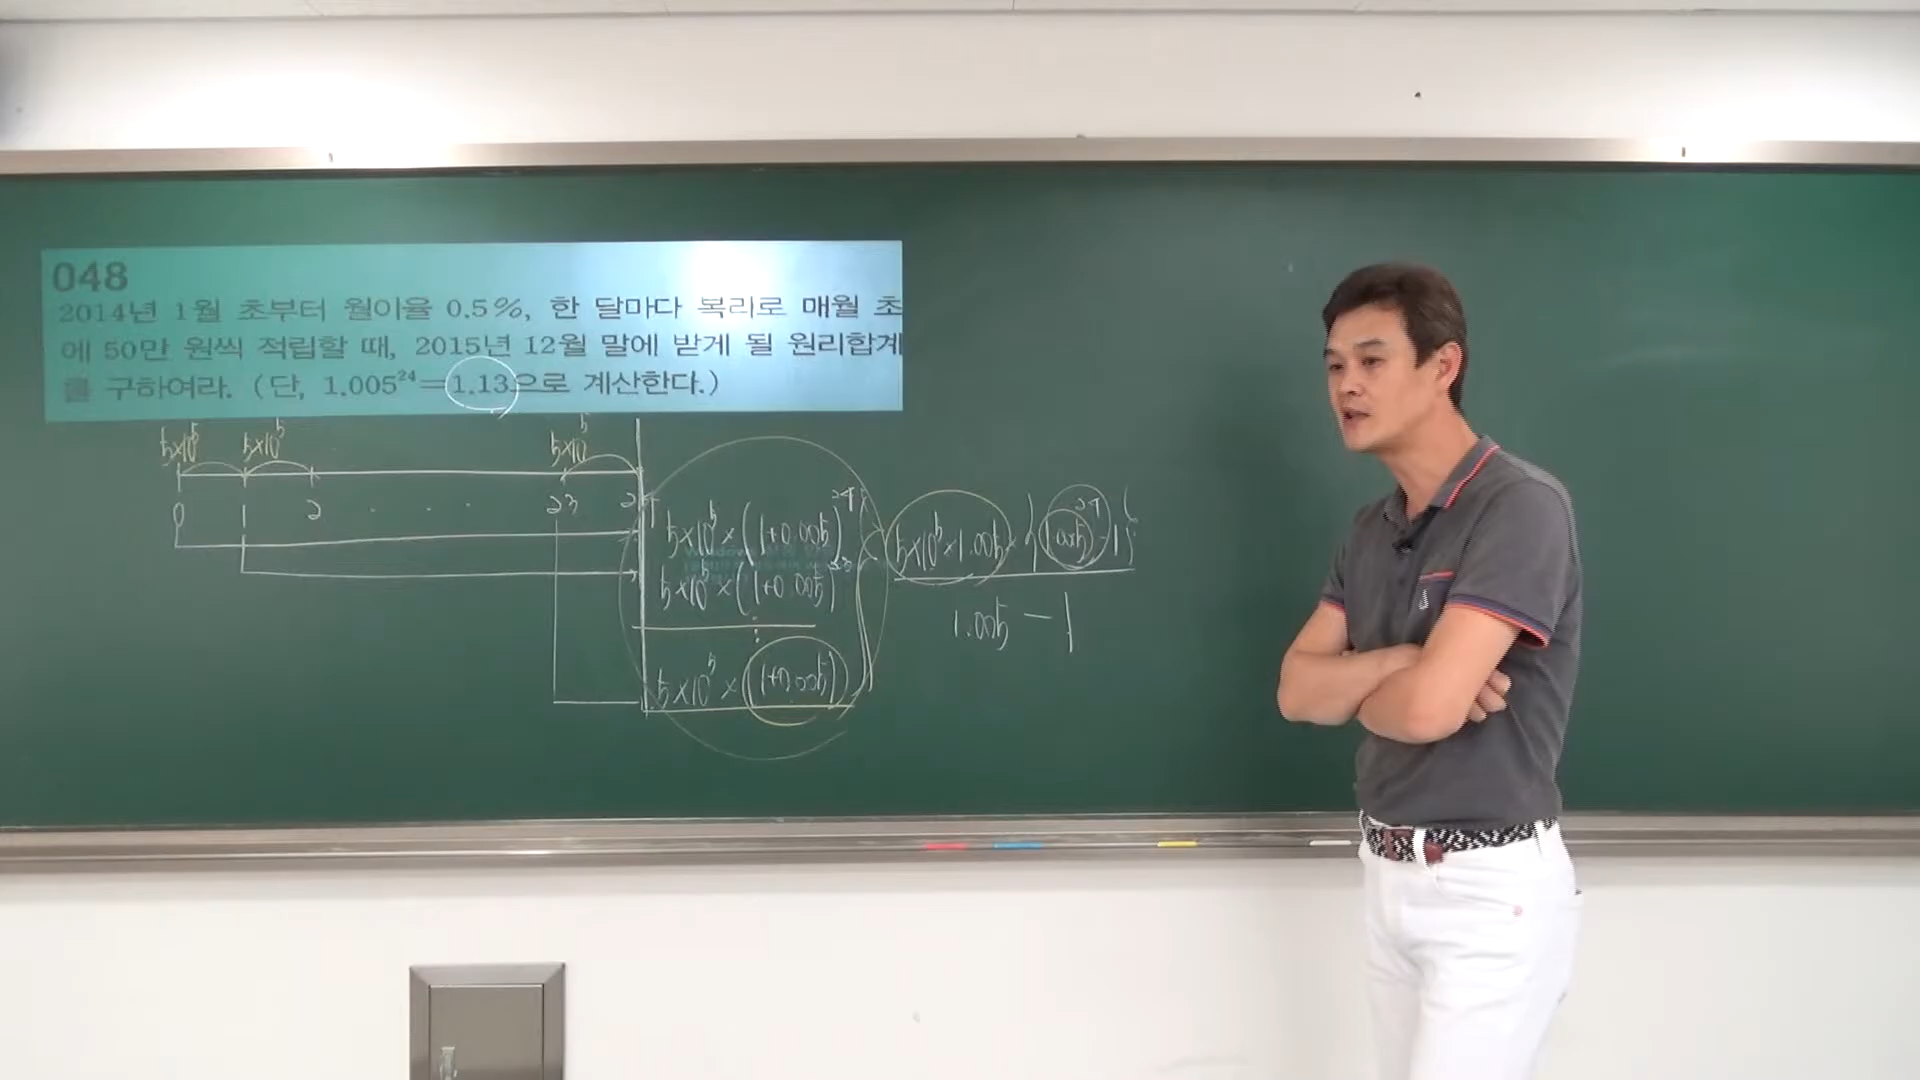 048
2014년 1월 초부터 월이율 0.5%, 한 달마다 복리로 매월 초
에 50만 원씩 적립할 때, 2015년 12월 말에 받게 될 원리합계
를 구하여라. (단, 1.005²⁴=1.13으로 계산한다.)
5×10⁵ 5×10⁵ 5×10⁵
0 1 2 . . . 23 24
5×10⁵×(1+0.005)²⁴
5×10⁵×(1+0.005)²³
⋮
5×10⁵×(1+0.005)
5×10⁵×1.005×{(1.005)²⁴-1}
1.005-1